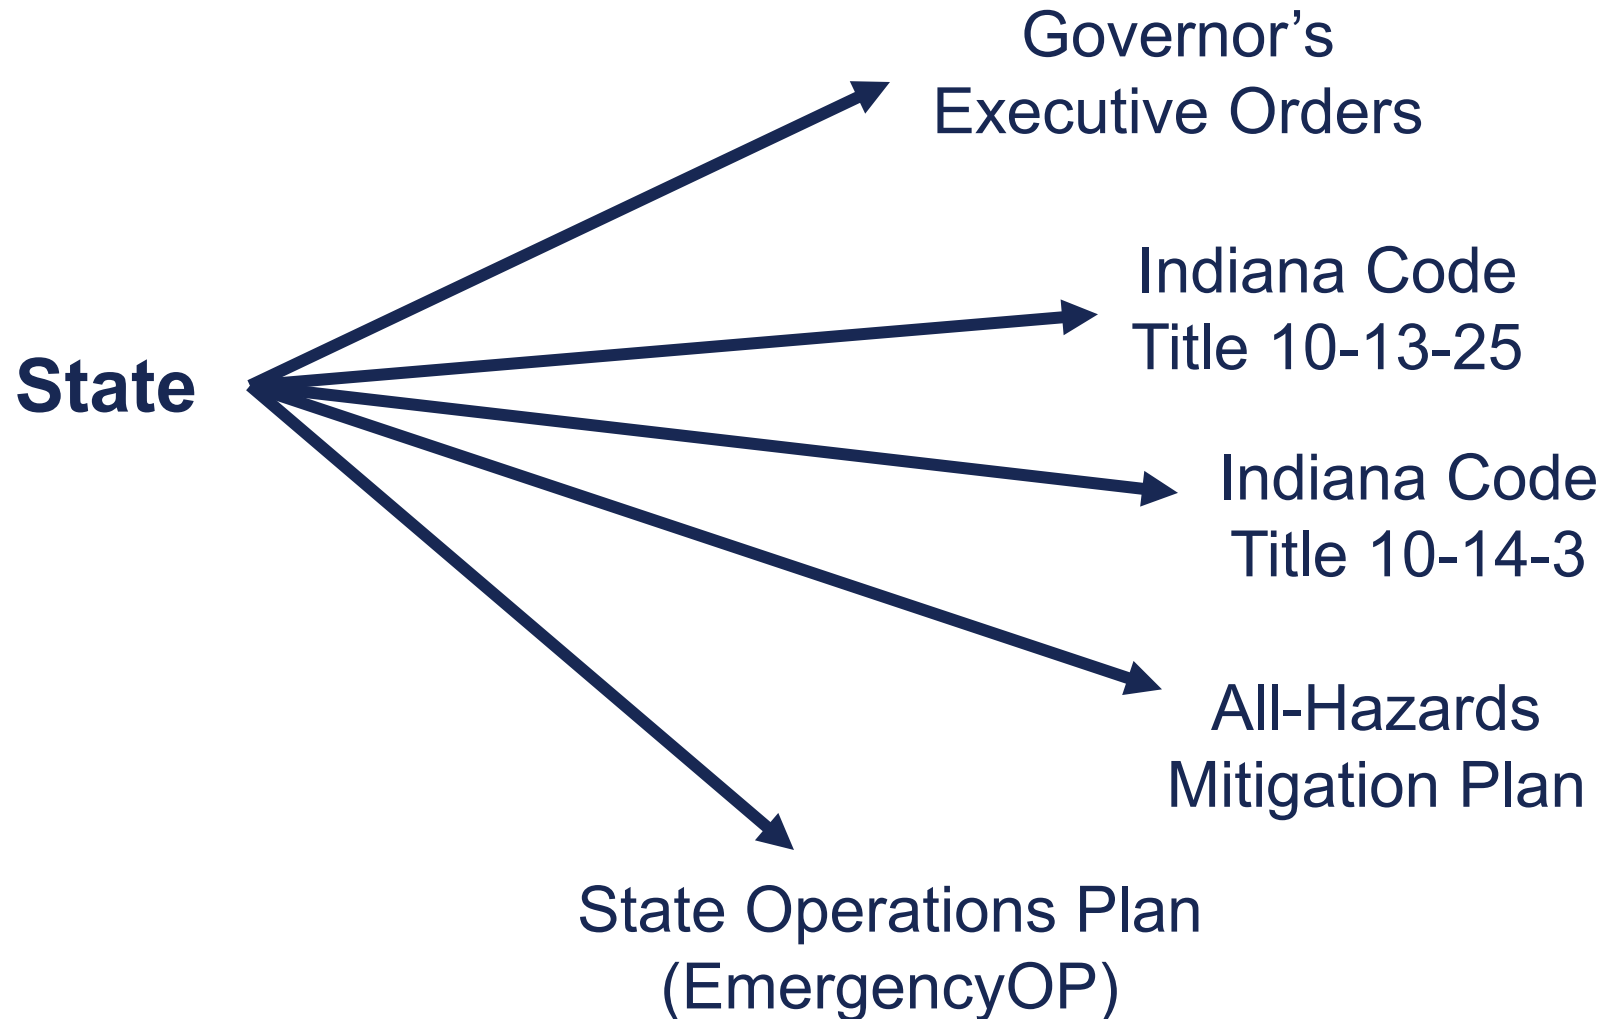 Governor’s
Executive Orders
Indiana Code
Title 10-13-25
State
Indiana Code
Title 10-14-3
All-Hazards
Mitigation Plan
State Operations Plan
(EmergencyOP)